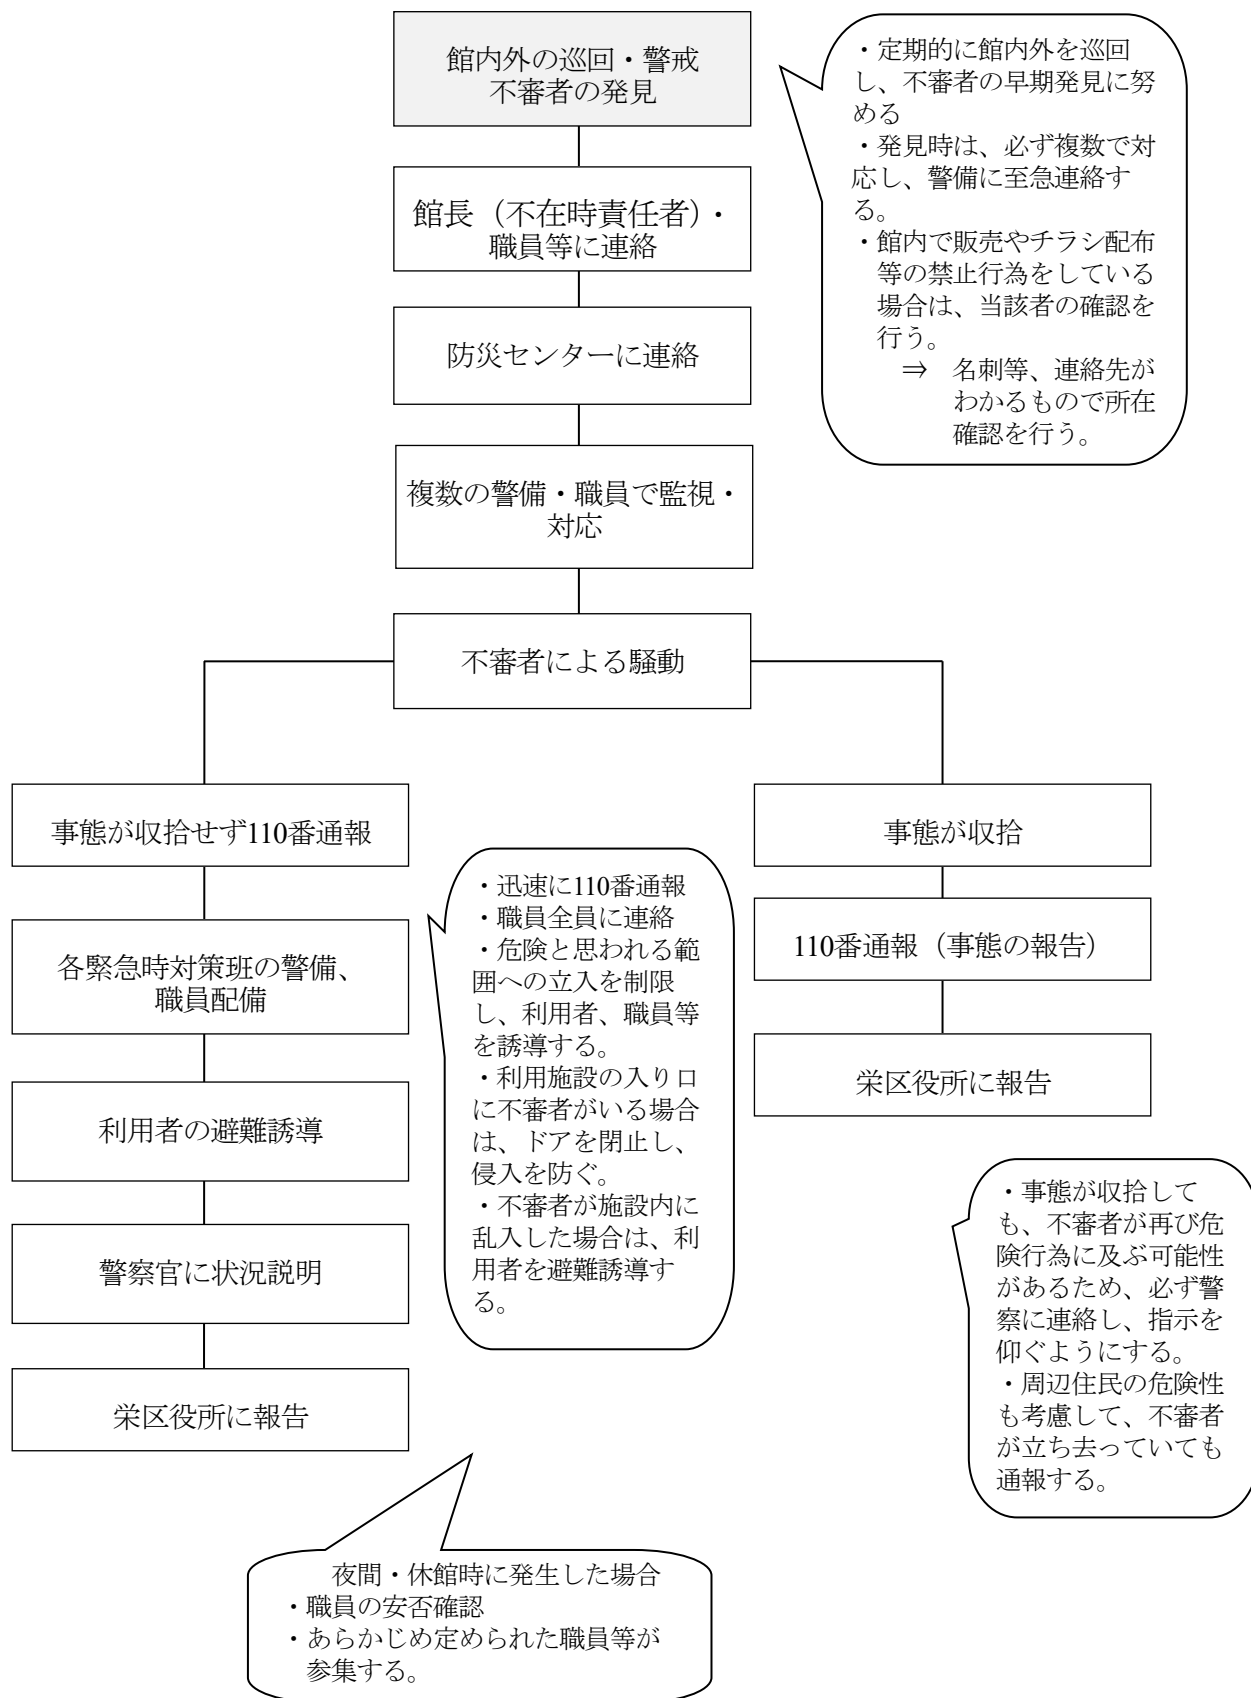 館内外の巡回・警戒
不審者の発見
・定期的に館内外を巡回
し、不審者の早期発見に努
める
・発見時は、必ず複数で対
応し、警備に至急連絡す
る。
・館内で販売やチラシ配布
等の禁止行為をしている
場合は、当該者の確認を
行う。
⇒　名刺等、連絡先が
わかるもので所在
確認を行う。
館長（不在時責任者）・
職員等に連絡
防災センターに連絡
複数の警備・職員で監視・
対応
不審者による騒動
事態が収拾せず110番通報
各緊急時対策班の警備、
職員配備
利用者の避難誘導
警察官に状況説明
栄区役所に報告
・迅速に110番通報
・職員全員に連絡
・危険と思われる範
囲への立入を制限
し、利用者、職員等
を誘導する。
・利用施設の入り口
に不審者がいる場合
は、ドアを閉止し、
侵入を防ぐ。
・不審者が施設内に
乱入した場合は、利
用者を避難誘導す
る。
事態が収拾
110番通報（事態の報告）
栄区役所に報告
・事態が収拾して
も、不審者が再び危
険行為に及ぶ可能性
があるため、必ず警
察に連絡し、指示を
仰ぐようにする。
・周辺住民の危険性
も考慮して、不審者
が立ち去っていても
通報する。
夜間・休館時に発生した場合
・職員の安否確認
・あらかじめ定められた職員等が
参集する。